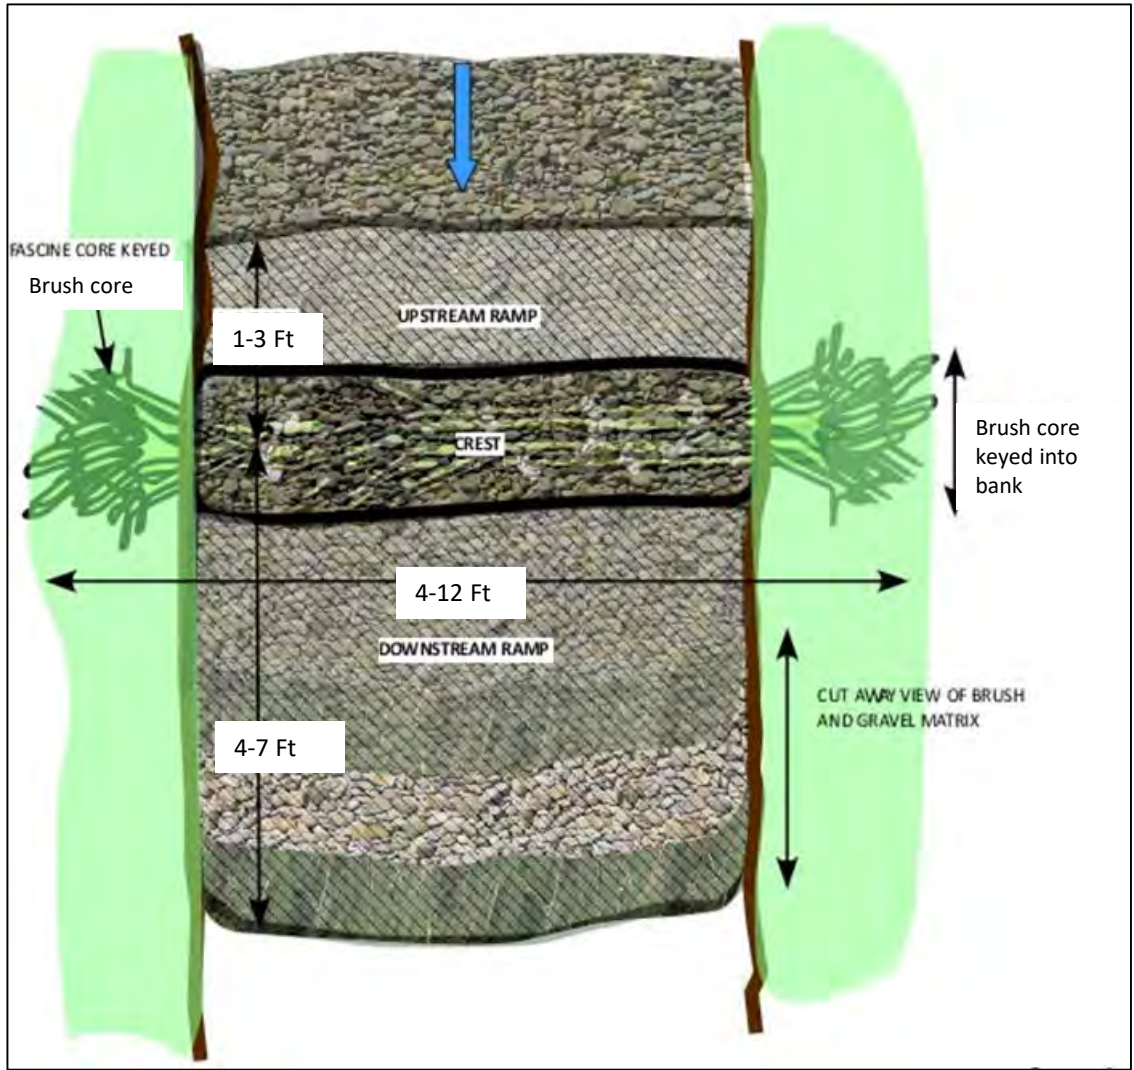 FASCINE CORE KEYED
Brush core
UPSTREAM RAMP
1-3 Ft
CREST
Brush core
keyed into
bank
4-12 Ft
DOWNSTREAM RAMP
CUT AWAY VIEW OF BRUSH
AND GRAVEL MATRIX
4-7 Ft